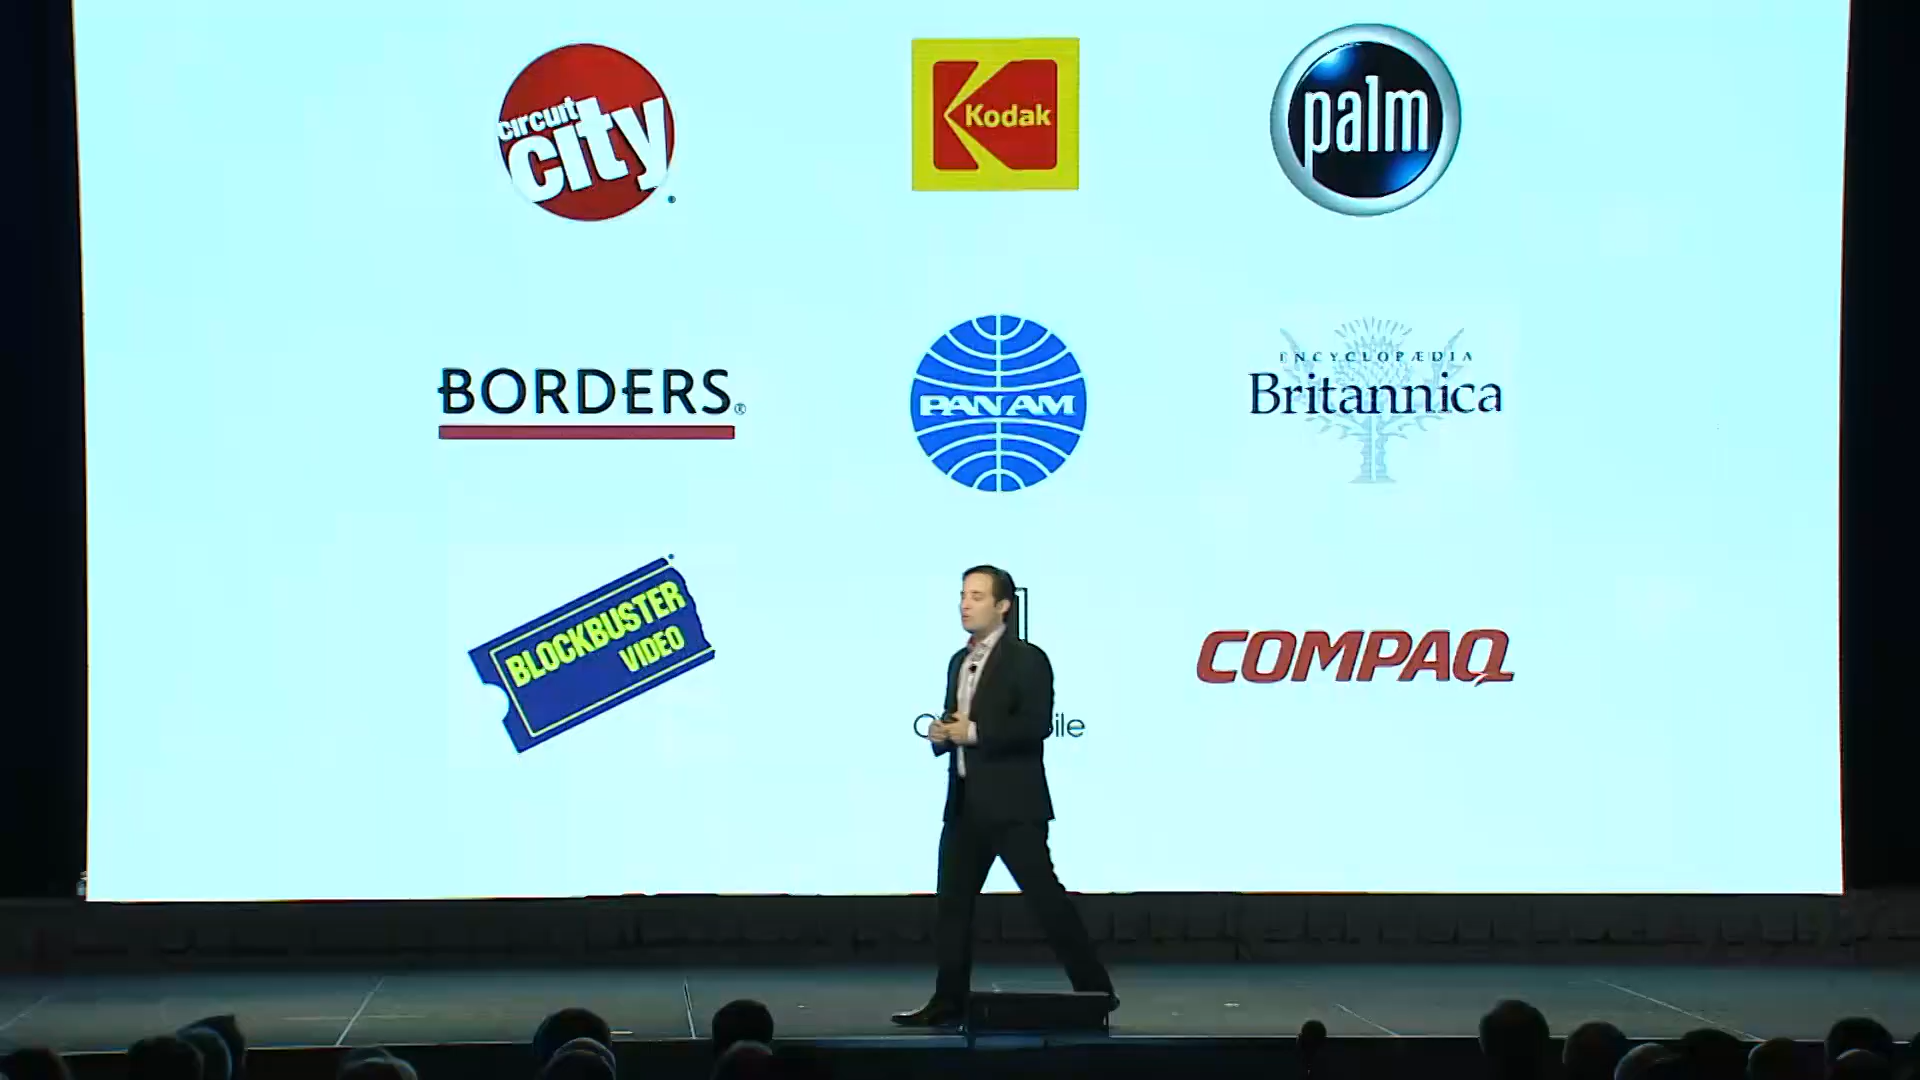 circuit
city
Kodak
palm
BORDERS®
PAN AM
ENCYCLOPÆDIA
Britannica
BLOCKBUSTER
VIDEO
COMPAQ